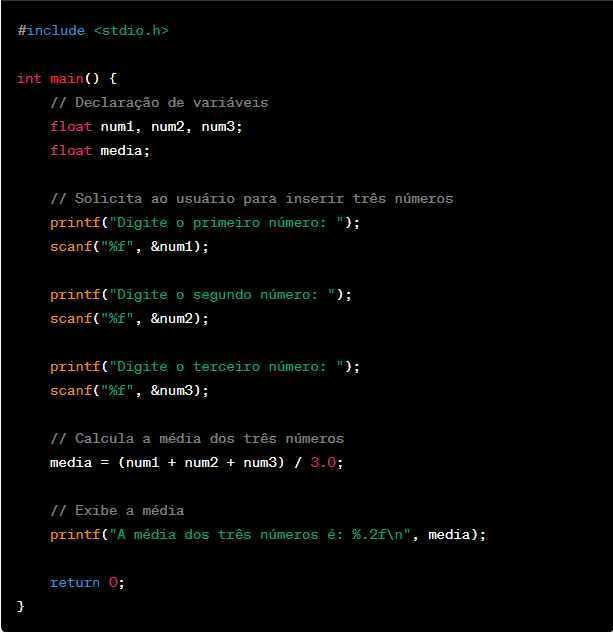 #include <stdio.h>
int main() {
// Declaração de variáveis
float num1, num2, num3;
float media;
// Solicita ao usuário para inserir três números
printf("Digite o primeiro número: ");
scanf("%f", &num1);
printf("Digite o segundo número: ");
scanf("%f", &num2);
printf("Digite o terceiro número: ");
scanf("%f", &num3);
// Calcula a média dos três números
media = (num1 + num2 + num3) / 3.0;
// Exibe a média
printf("A média dos três números é: %.2f\n", media);
return 0;
}